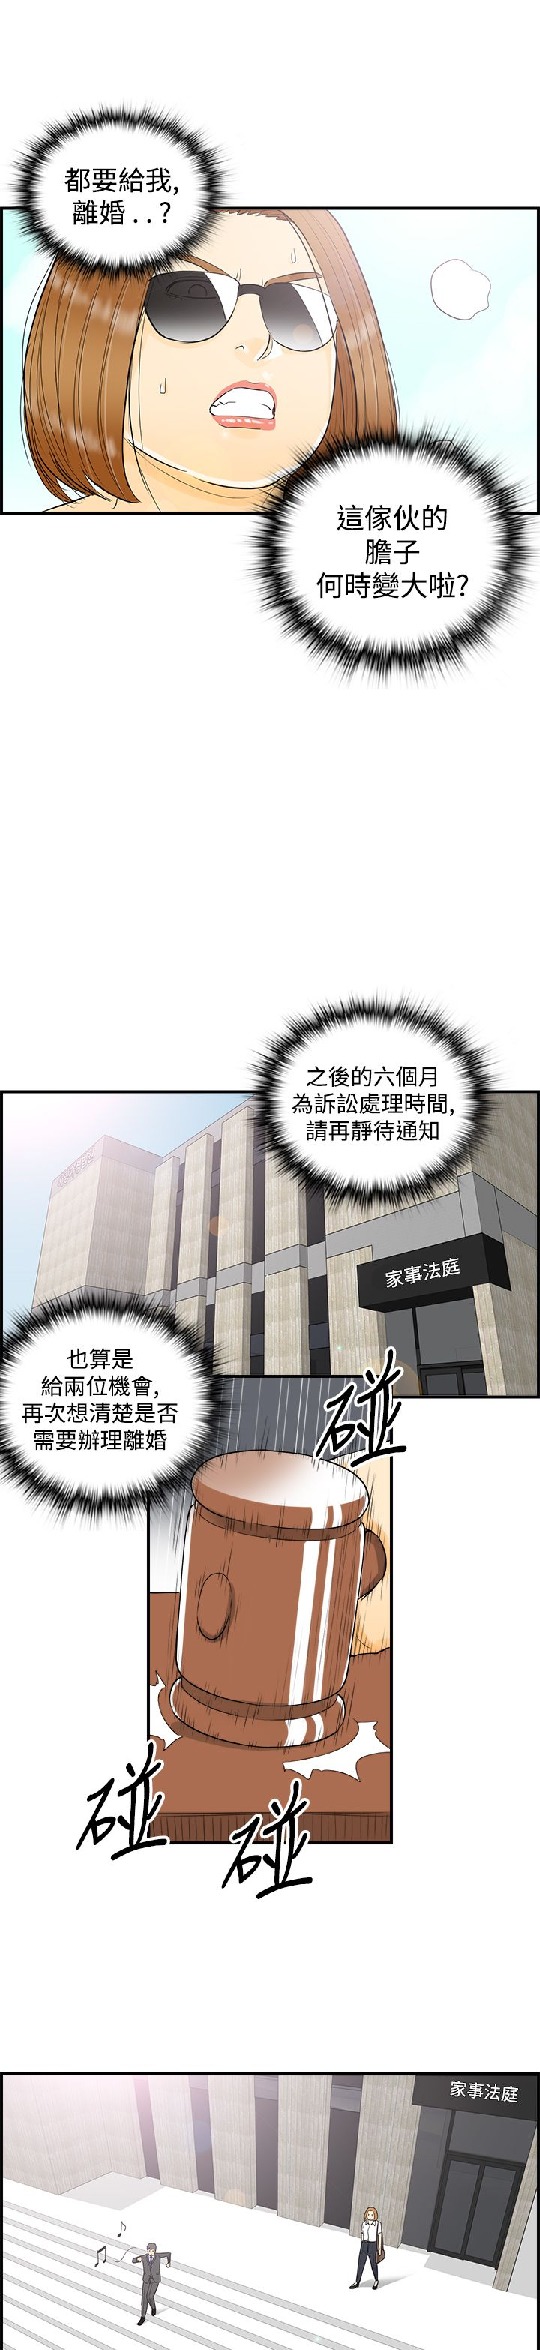 都要給我,
離婚...?
這傢伙的
膽子
何時變大啦?
之後的六個月
為訴訟處理時間,
請再靜待通知
家事法庭
也算是
給兩位機會,
再次想清楚是否
需要辦理離婚
碰
碰
碰
家事法庭